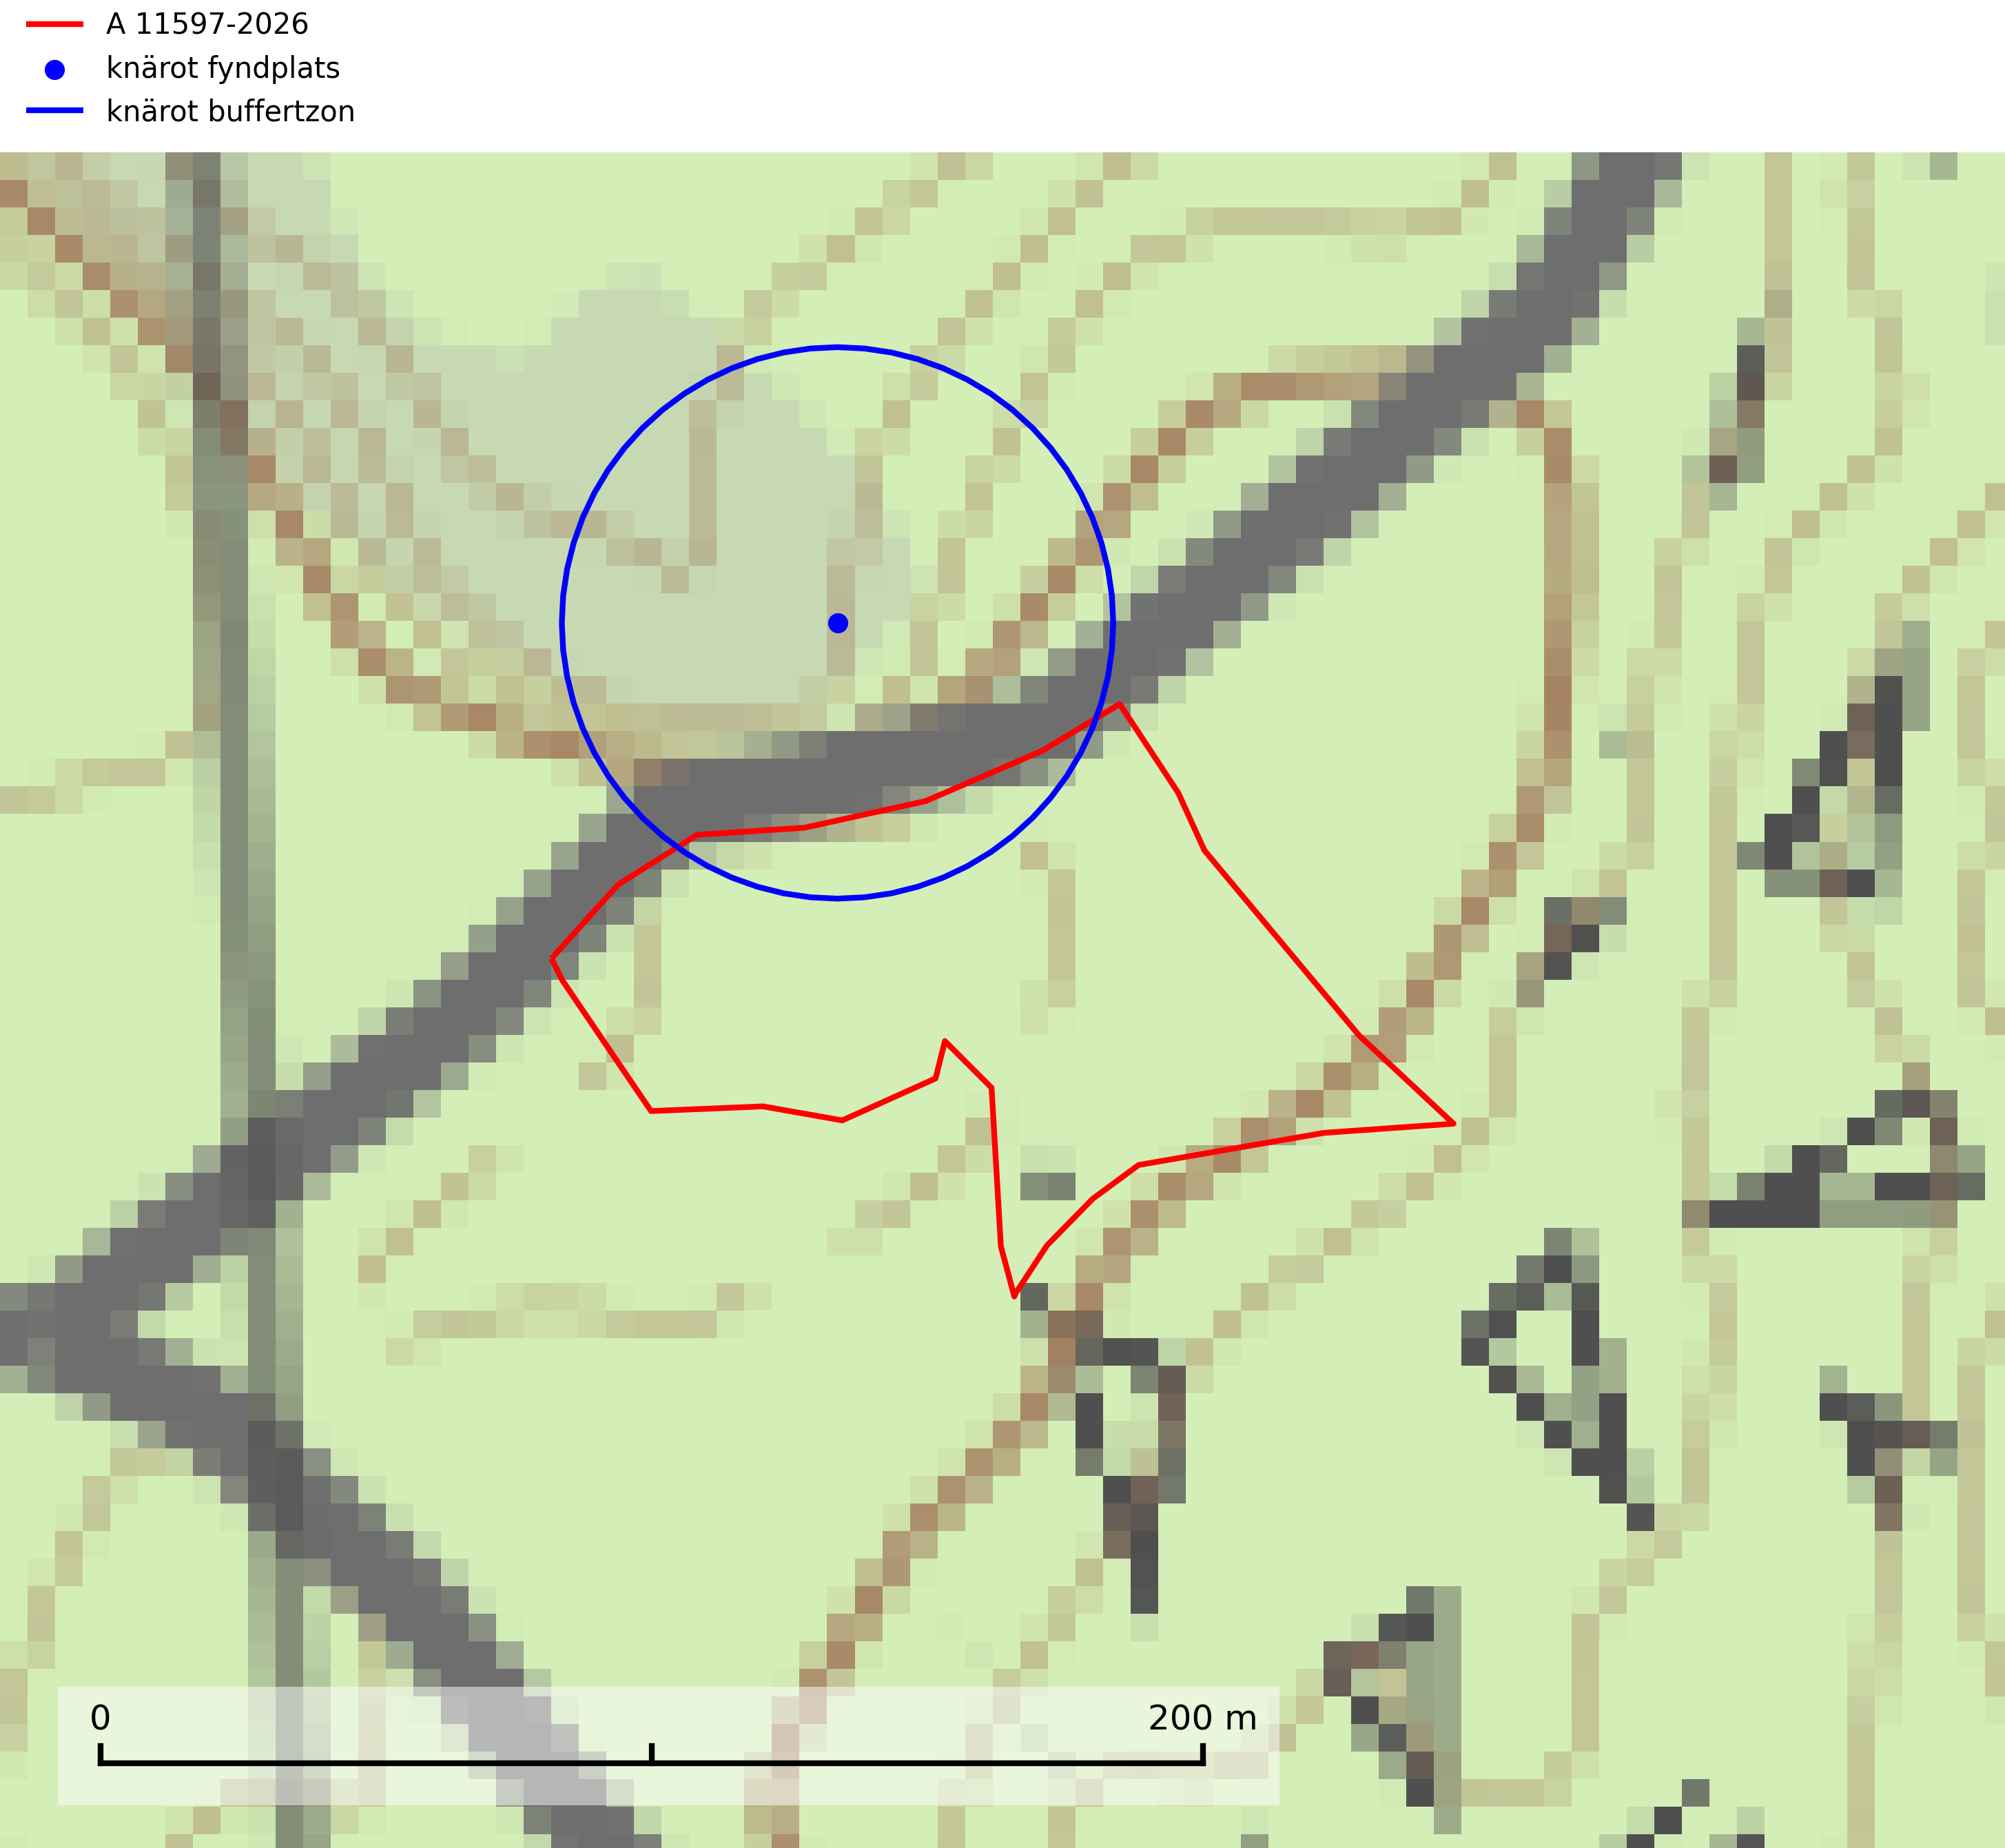 A 11597-2026
knärot fyndplats
knärot buffertzon
0
200 m